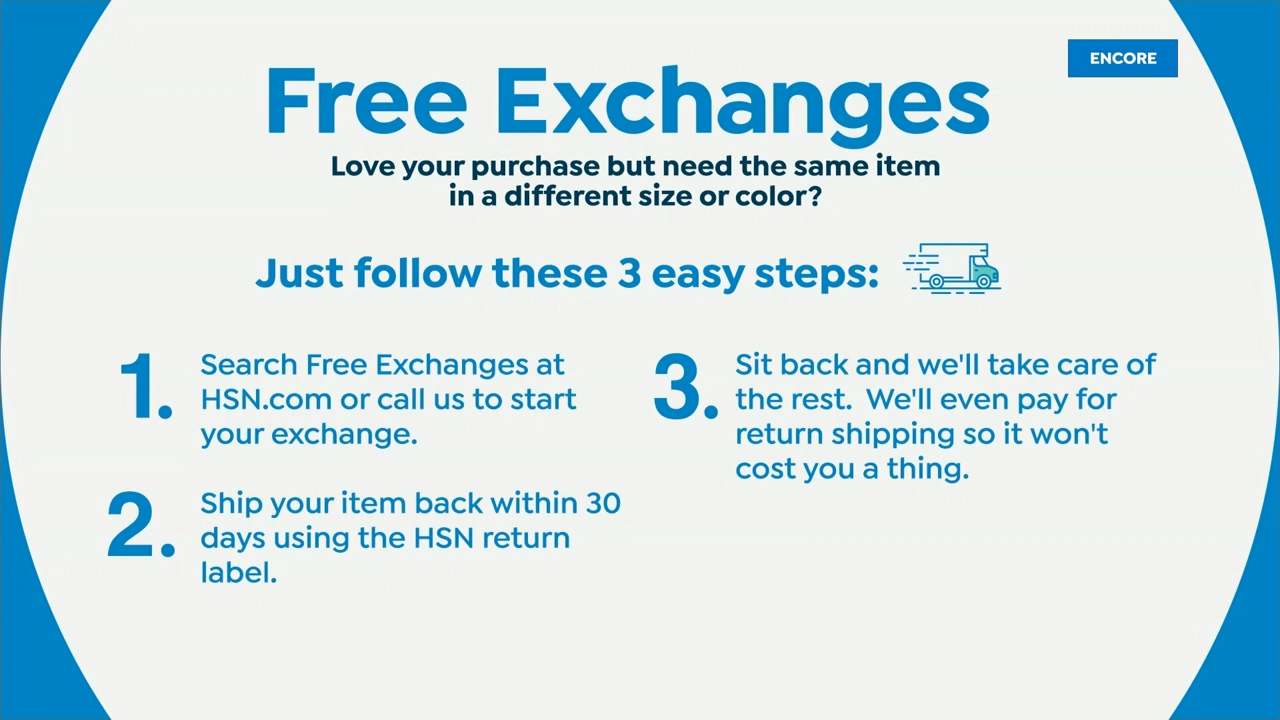 ENCORE
Free Exchanges
Love your purchase but need the same item
in a different size or color?
Just follow these 3 easy steps:
1. Search Free Exchanges at
HSN.com or call us to start
your exchange.
2. Ship your item back within 30
days using the HSN return
label.
3. Sit back and we'll take care of
the rest.  We'll even pay for
return shipping so it won't
cost you a thing.